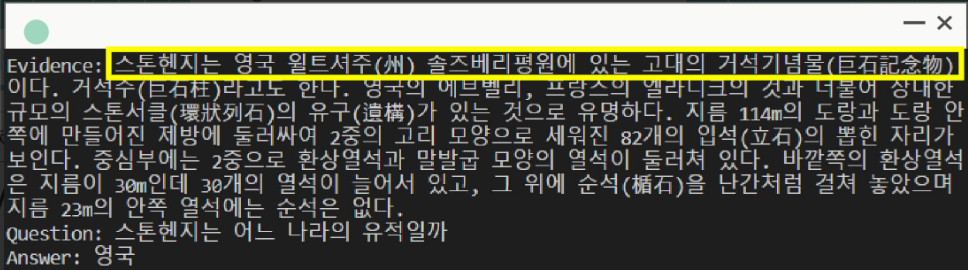 Evidence: 스톤헨지는 영국 윌트셔주(州) 솔즈베리평원에 있는 고대의 거석기념물(巨石記念物)
이다. 거석주(巨石柱)라고도 한다. 영국의 에브벨리, 프랑스의 엘라니크의 것과 더불어 장대한
규모의 스톤서클(環狀列石)의 유구(遺構)가 있는 것으로 유명하다. 지름 114m의 도랑과 도랑 안
쪽에 만들어진 제방에 둘러싸여 2중의 고리 모양으로 세워진 82개의 입석(立石)의 뽑힌 자리가
보인다. 중심부에는 2중으로 환상열석과 말발굽 모양의 열석이 둘러쳐 있다. 바깥쪽의 환상열석
은 지름이 30m인데 30개의 열석이 늘어서 있고, 그 위에 순석(楯石)을 난간처럼 걸쳐 놓았으며
지름 23m의 안쪽 열석에는 순석은 없다.
Question: 스톤헨지는 어느 나라의 유적일까
Answer: 영국